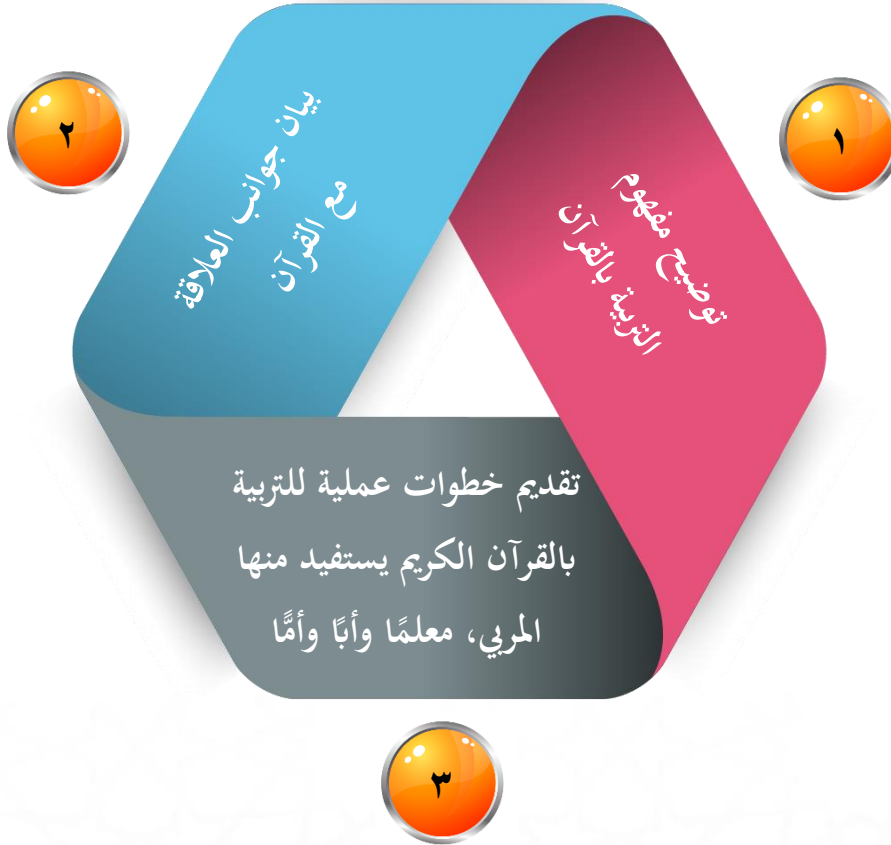 ١
توضيح مفهوم
التربية بالقرآن
٢
بيان جوانب العلاقة
مع القرآن
تقديم خطوات عملية للتربية
بالقرآن الكريم يستفيد منها
المربي، معلمًا وأبًا وأمًّا
٣